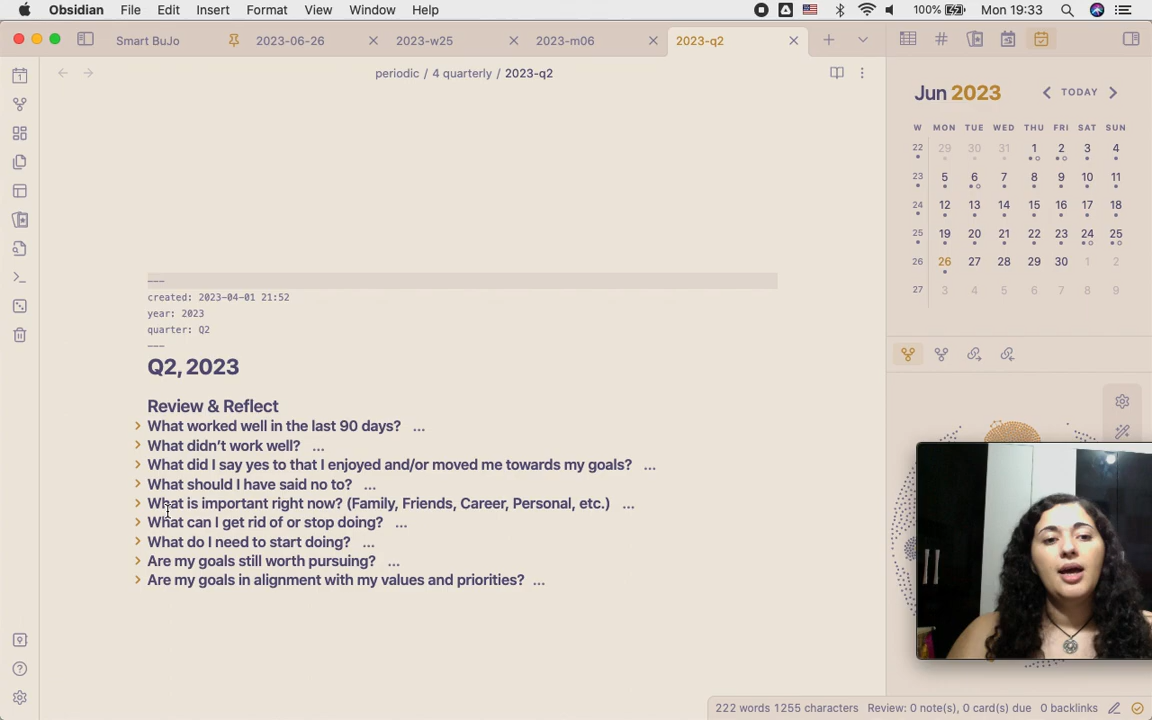 Obsidian File Edit Insert Format View Window Help 100% Mon 19:33
Smart BuJo 2023-06-26 2023-w25 2023-m06 2023-q2
periodic / 4 quarterly / 2023-q2
Jun 2023 TODAY
W MON TUE WED THU FRI SAT SUN
22 29 30 31 1 2 3 4
23 5 6 7 8 9 10 11
24 12 13 14 15 16 17 18
25 19 20 21 22 23 24 25
26 26 27 28 29 30 1 2
27 3 4 5 6 7 8 9
---
created: 2023-04-01 21:52
year: 2023
quarter: Q2
---
Q2, 2023
Review & Reflect
What worked well in the last 90 days? ...
What didn't work well? ...
What did I say yes to that I enjoyed and/or moved me towards my goals? ...
What should I have said no to? ...
What is important right now? (Family, Friends, Career, Personal, etc.) ...
What can I get rid of or stop doing? ...
What do I need to start doing? ...
Are my goals still worth pursuing? ...
Are my goals in alignment with my values and priorities? ...
222 words 1255 characters Review: 0 note(s), 0 card(s) due 0 backlinks